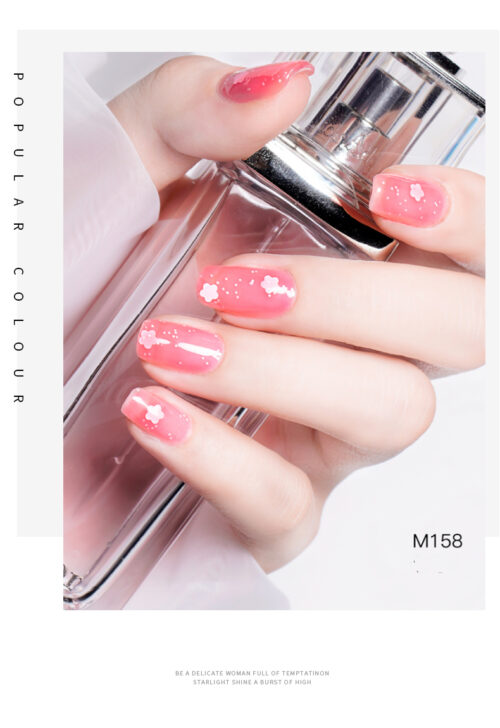 POPULAR COLOUR
M158
BE A DELICATE WOMAN FULL OF TEMPTATINON
STARLIGHT SHINE A BURST OF HIGH